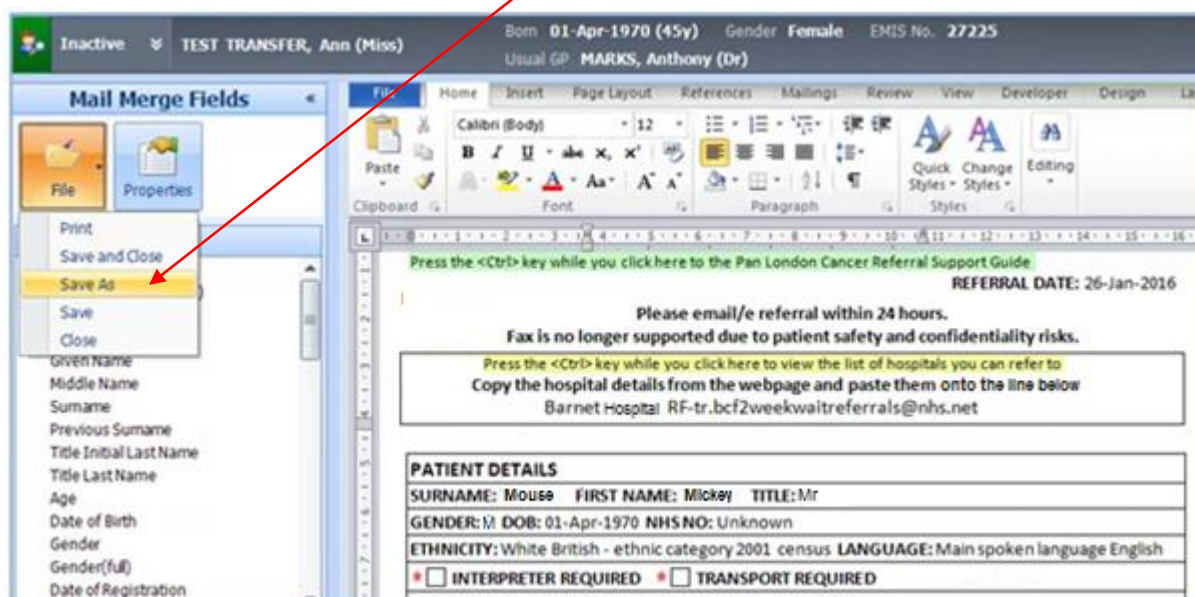 Inactive TEST TRANSFER, Ann (Miss) Born 01-Apr-1970 (45y) Gender Female EMIS No. 27225
Usual GP MARKS, Anthony (Dr)
Mail Merge Fields «
File Properties
Print
Save and Close
Save As
Save
Close
Given Name
Middle Name
Surname
Previous Surname
Title Initial Last Name
Title Last Name
Age
Date of Birth
Gender
Gender(full)
Date of Registration
File Home Insert Page Layout References Mailings Review View Developer Design La
Calibri (Body) 12
Paste
Quick Styles Change Styles Editing
Clipboard Font Paragraph Styles
Press the <Ctrl> key while you click here to the Pan London Cancer Referral Support Guide
REFERRAL DATE: 26-Jan-2016
Please email/e referral within 24 hours.
Fax is no longer supported due to patient safety and confidentiality risks.
Press the <Ctrl> key while you click here to view the list of hospitals you can refer to
Copy the hospital details from the webpage and paste them onto the line below
Barnet Hospital RF-tr.bcf2weekwaitreferrals@nhs.net
PATIENT DETAILS
SURNAME: Mouse FIRST NAME: Mickey TITLE: Mr
GENDER: M DOB: 01-Apr-1970 NHS NO: Unknown
ETHNICITY: White British - ethnic category 2001 census LANGUAGE: Main spoken language English
* INTERPRETER REQUIRED * TRANSPORT REQUIRED